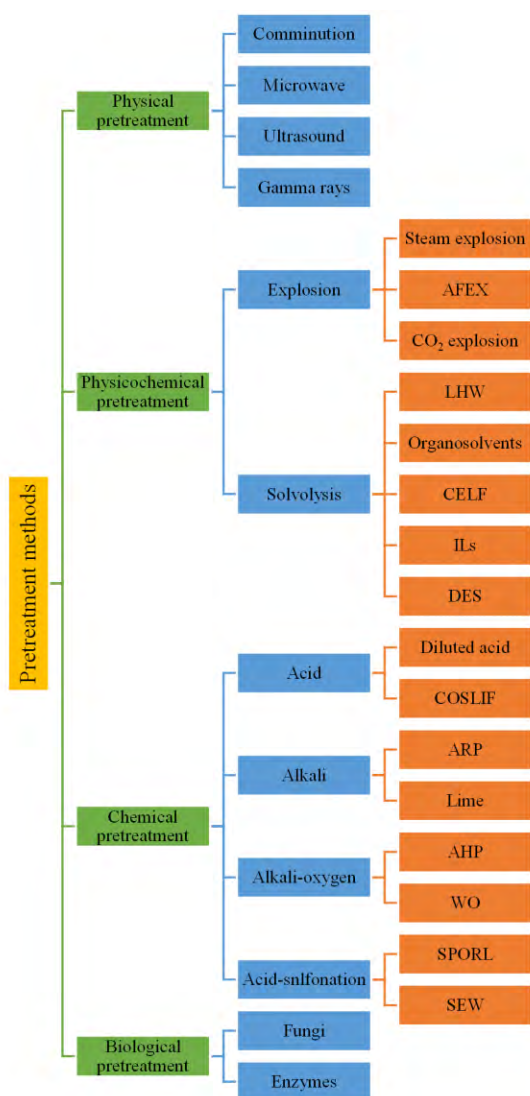 Pretreatment methods
Physical
pretreatment
Comminution
Microwave
Ultrasound
Gamma rays
Physicochemical
pretreatment
Explosion
Steam explosion
AFEX
CO₂ explosion
Solvolysis
LHW
Organosolvents
CELF
ILs
DES
Chemical
pretreatment
Acid
Diluted acid
COSLIF
Alkali
ARP
Lime
Alkali-oxygen
AHP
WO
Acid-snlfonation
SPORL
SEW
Biological
pretreatment
Fungi
Enzymes